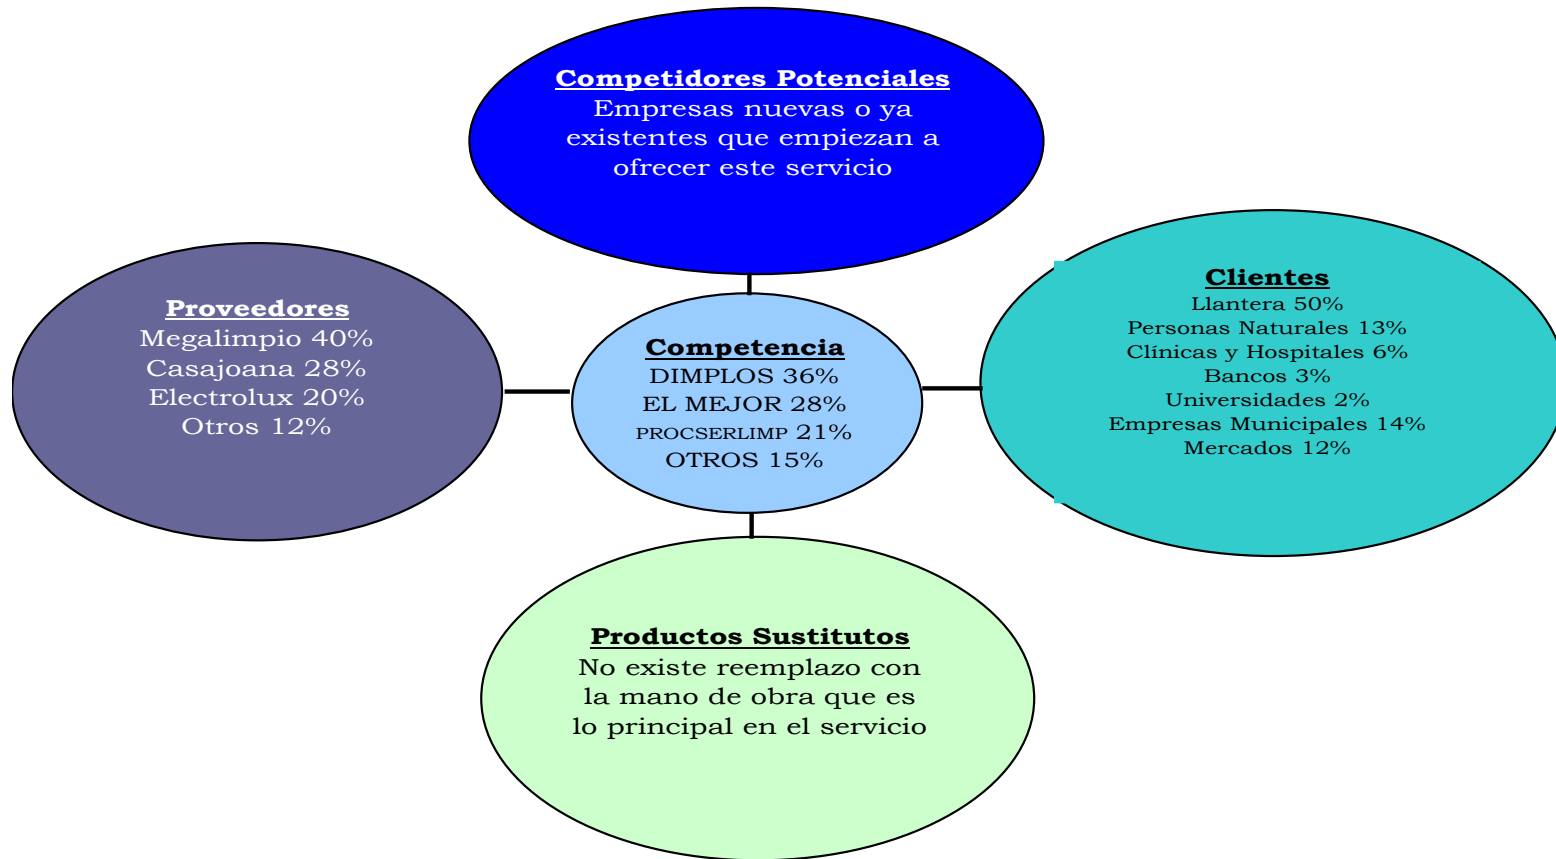 Competidores Potenciales
Empresas nuevas o ya
existentes que empiezan a
ofrecer este servicio
Proveedores
Megalimpio 40%
Casajoana 28%
Electrolux 20%
Otros 12%
Competencia
DIMPLOS 36%
EL MEJOR 28%
PROCSERLIMP 21%
OTROS 15%
Clientes
Llantera 50%
Personas Naturales 13%
Clínicas y Hospitales 6%
Bancos 3%
Universidades 2%
Empresas Municipales 14%
Mercados 12%
Productos Sustitutos
No existe reemplazo con
la mano de obra que es
lo principal en el servicio